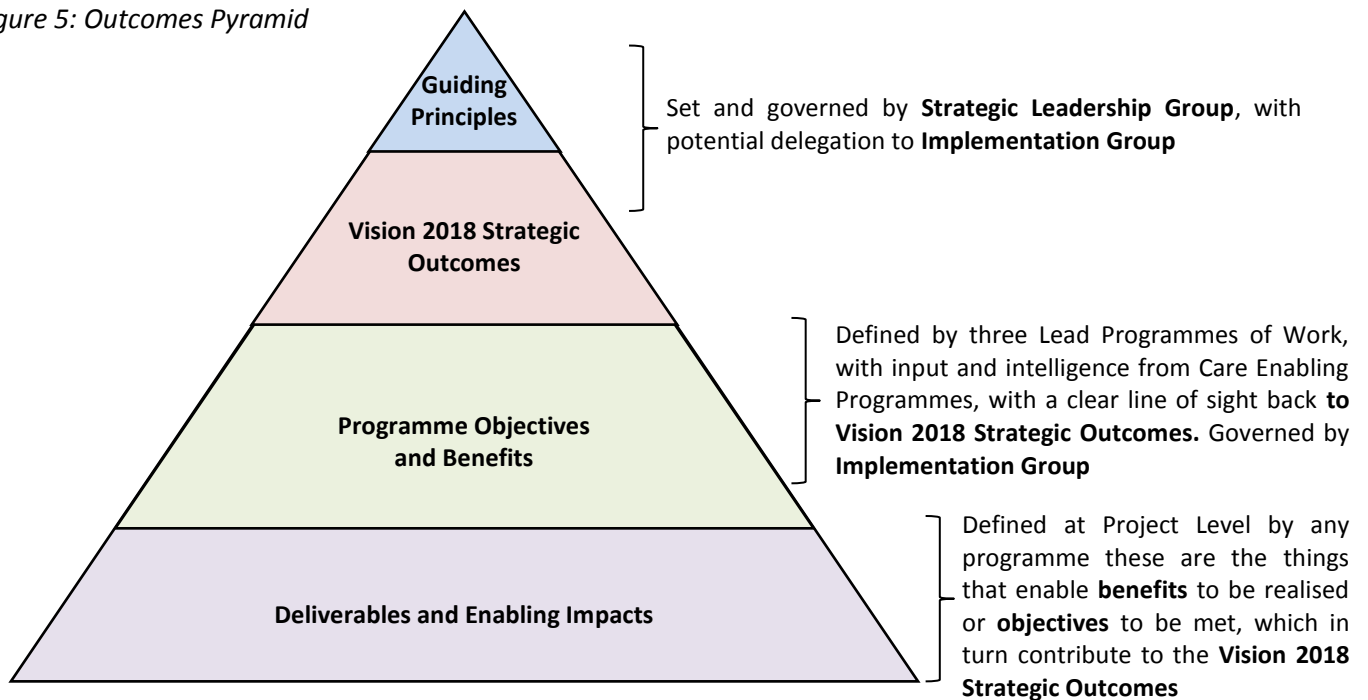 gure 5: Outcomes Pyramid
Guiding
Principles
Set and governed by Strategic Leadership Group, with
potential delegation to Implementation Group
Vision 2018 Strategic
Outcomes
Programme Objectives
and Benefits
Defined by three Lead Programmes of Work,
with input and intelligence from Care Enabling
Programmes, with a clear line of sight back to
Vision 2018 Strategic Outcomes. Governed by
Implementation Group
Deliverables and Enabling Impacts
Defined at Project Level by any
programme these are the things
that enable benefits to be realised
or objectives to be met, which in
turn contribute to the Vision 2018
Strategic Outcomes